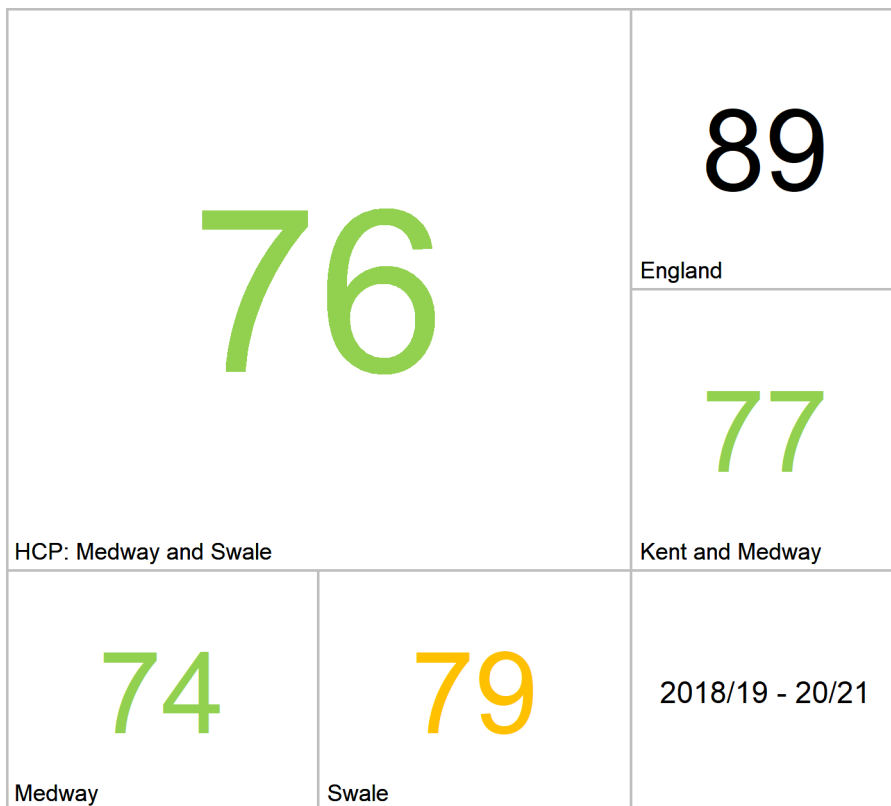 76
HCP: Medway and Swale
89
England
77
Kent and Medway
74
Medway
79
Swale
2018/19 - 20/21